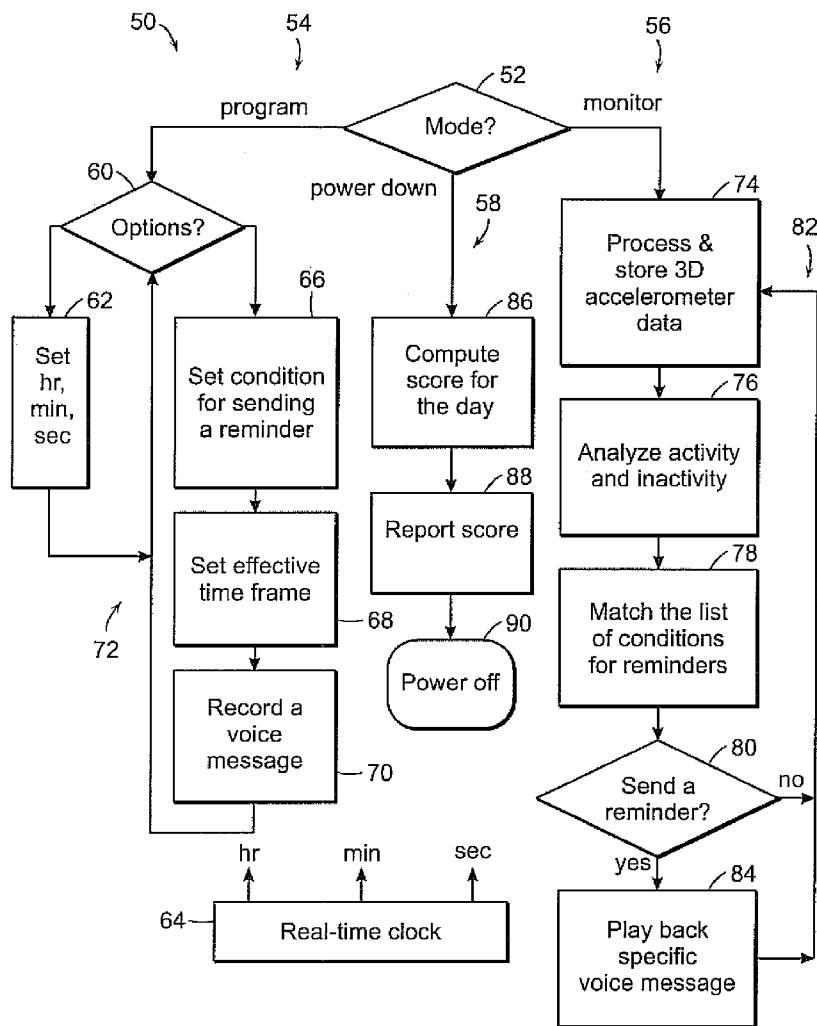 50
54
56
52
program
Mode?
monitor
60
power down
74
Options?
58
82
Process &
store 3D
accelerometer
data
62
66
86
Set
hr,
min,
sec
Set condition
for sending
a reminder
Compute
score for
the day
76
Analyze activity
and inactivity
88
Report score
Set effective
time frame
68
78
Match the list
of conditions
for reminders
72
90
Power off
Record a
voice
message
70
80
Send a
reminder?
no
yes
hr
min
sec
64
Real-time clock
84
Play back
specific
voice message